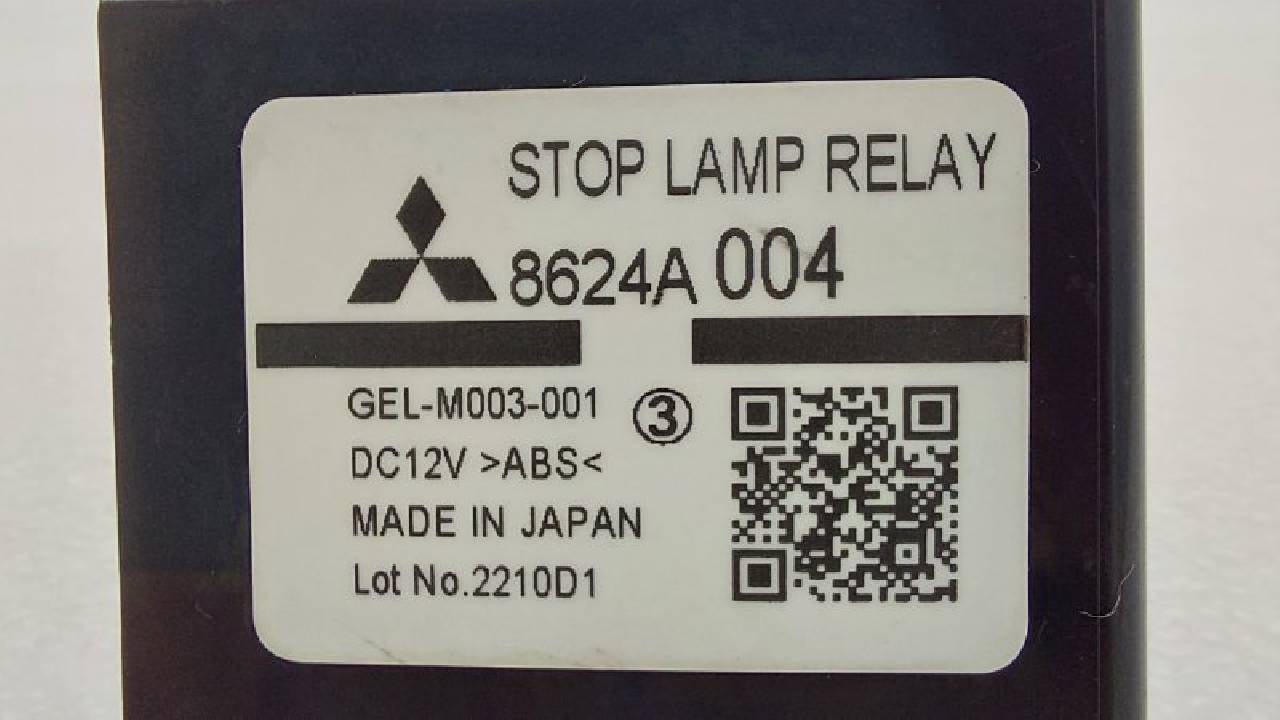 STOP LAMP RELAY
8624A 004
GEL-M003-001 ③
DC12V >ABS<
MADE IN JAPAN
Lot No.2210D1